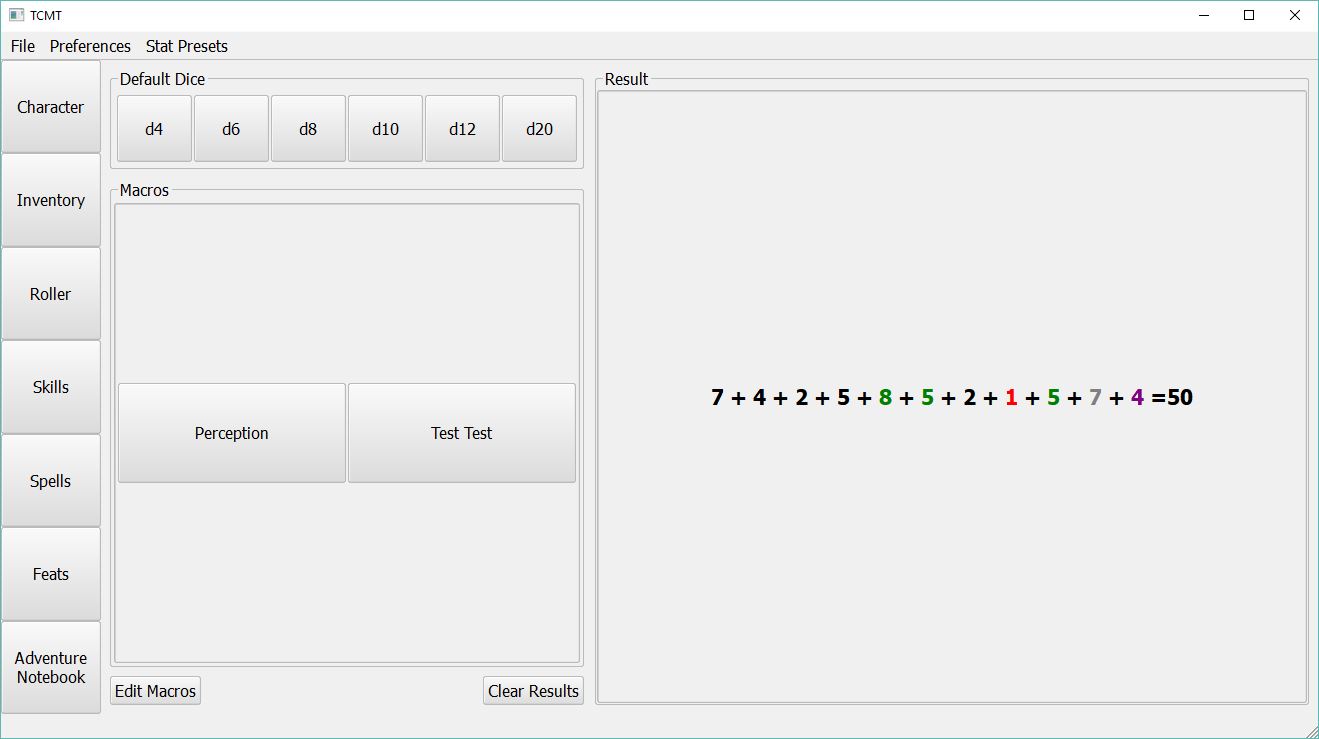 TCMT
File Preferences Stat Presets
Character
Inventory
Roller
Skills
Spells
Feats
Adventure
Notebook
Default Dice
d4 d6 d8 d10 d12 d20
Macros
Perception Test Test
Edit Macros Clear Results
Result
7 + 4 + 2 + 5 + 8 + 5 + 2 + 1 + 5 + 7 + 4 =50